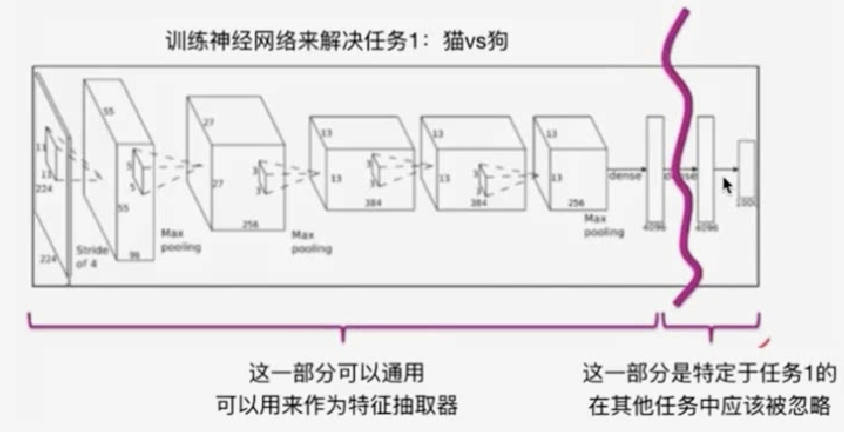 训练神经网络来解决任务1：猫vs狗
55
27
13
13
13
11
11
224
5
5
3
3
3
3
3
3
55
27
13
13
13
384
384
256
256
96
224
Stride
of 4
Max
pooling
Max
pooling
Max
pooling
dense
4096
4096
这一部分可以通用
可以用来作为特征抽取器
这一部分是特定于任务1的
在其他任务中应该被忽略